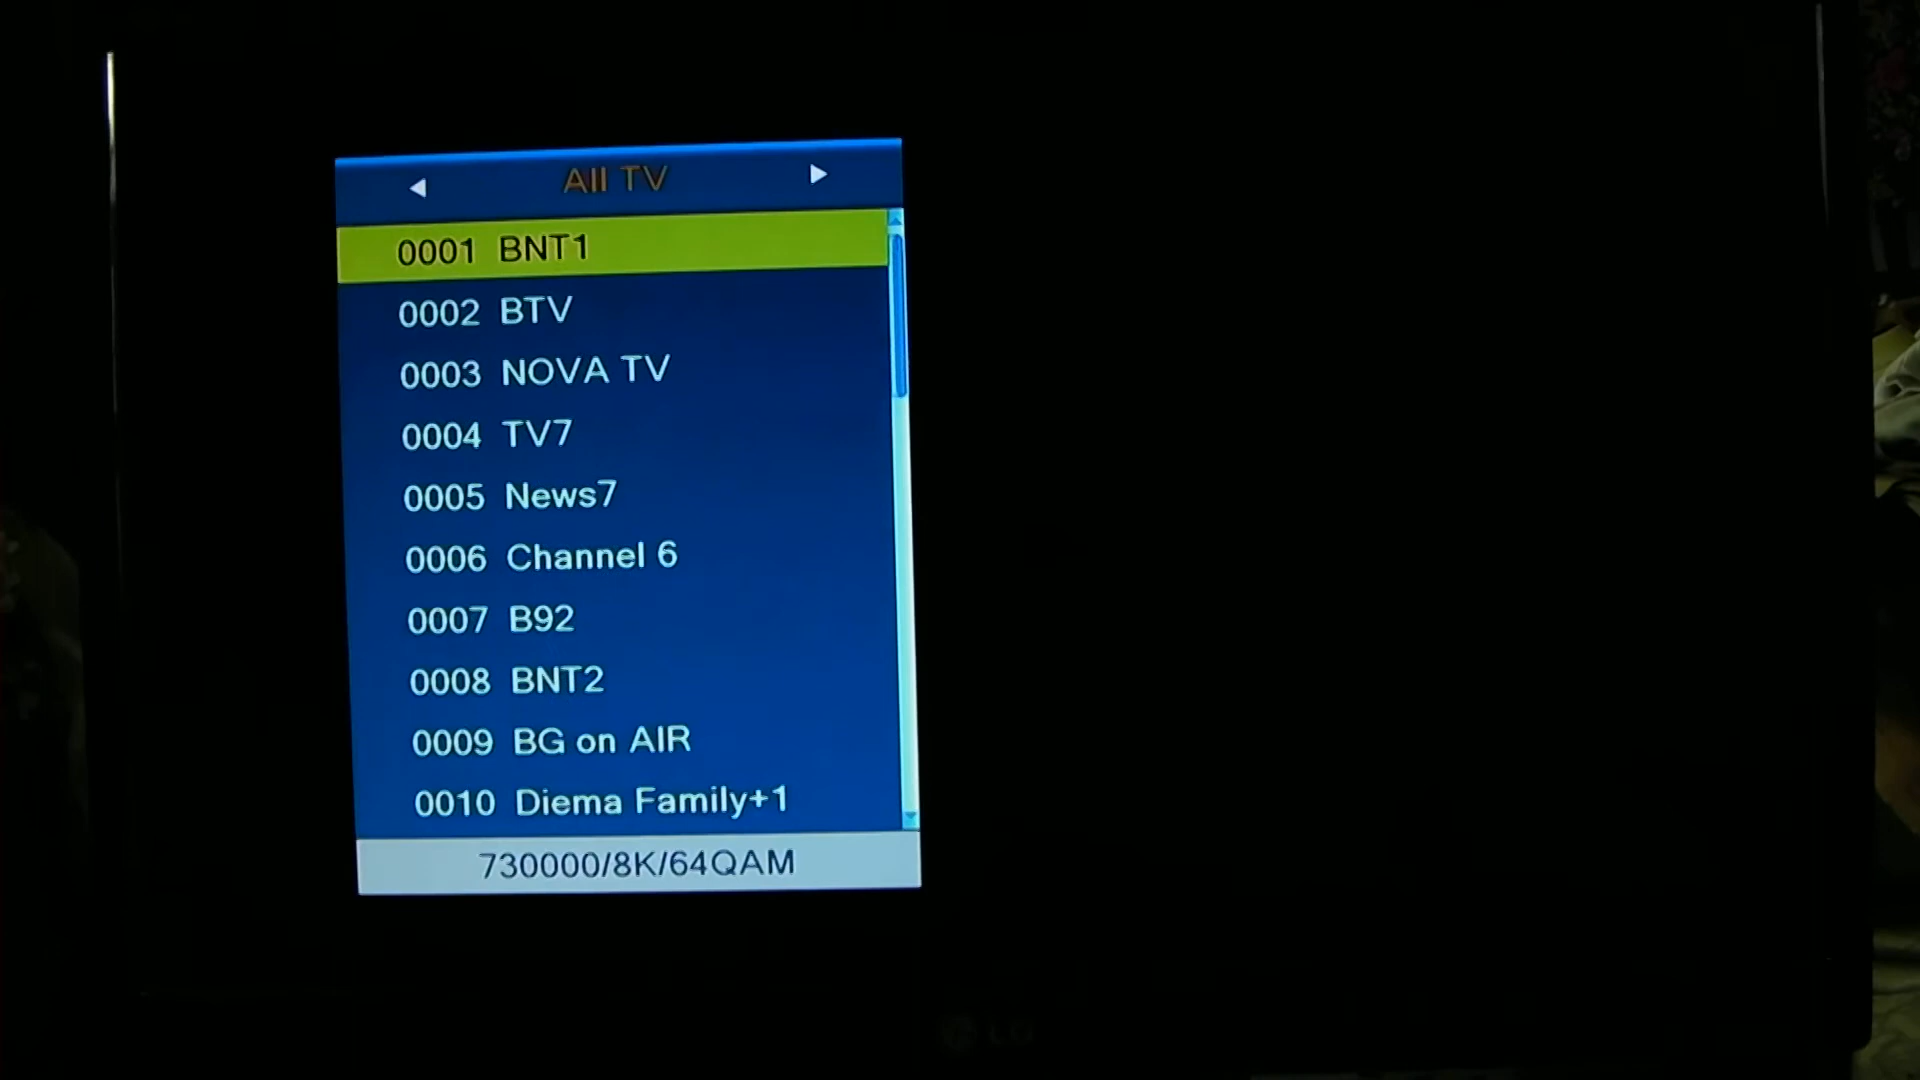 All TV
0001 BNT1
0002 BTV
0003 NOVA TV
0004 TV7
0005 News7
0006 Channel 6
0007 B92
0008 BNT2
0009 BG on AIR
0010 Diema Family+1
730000/8K/64QAM
LG